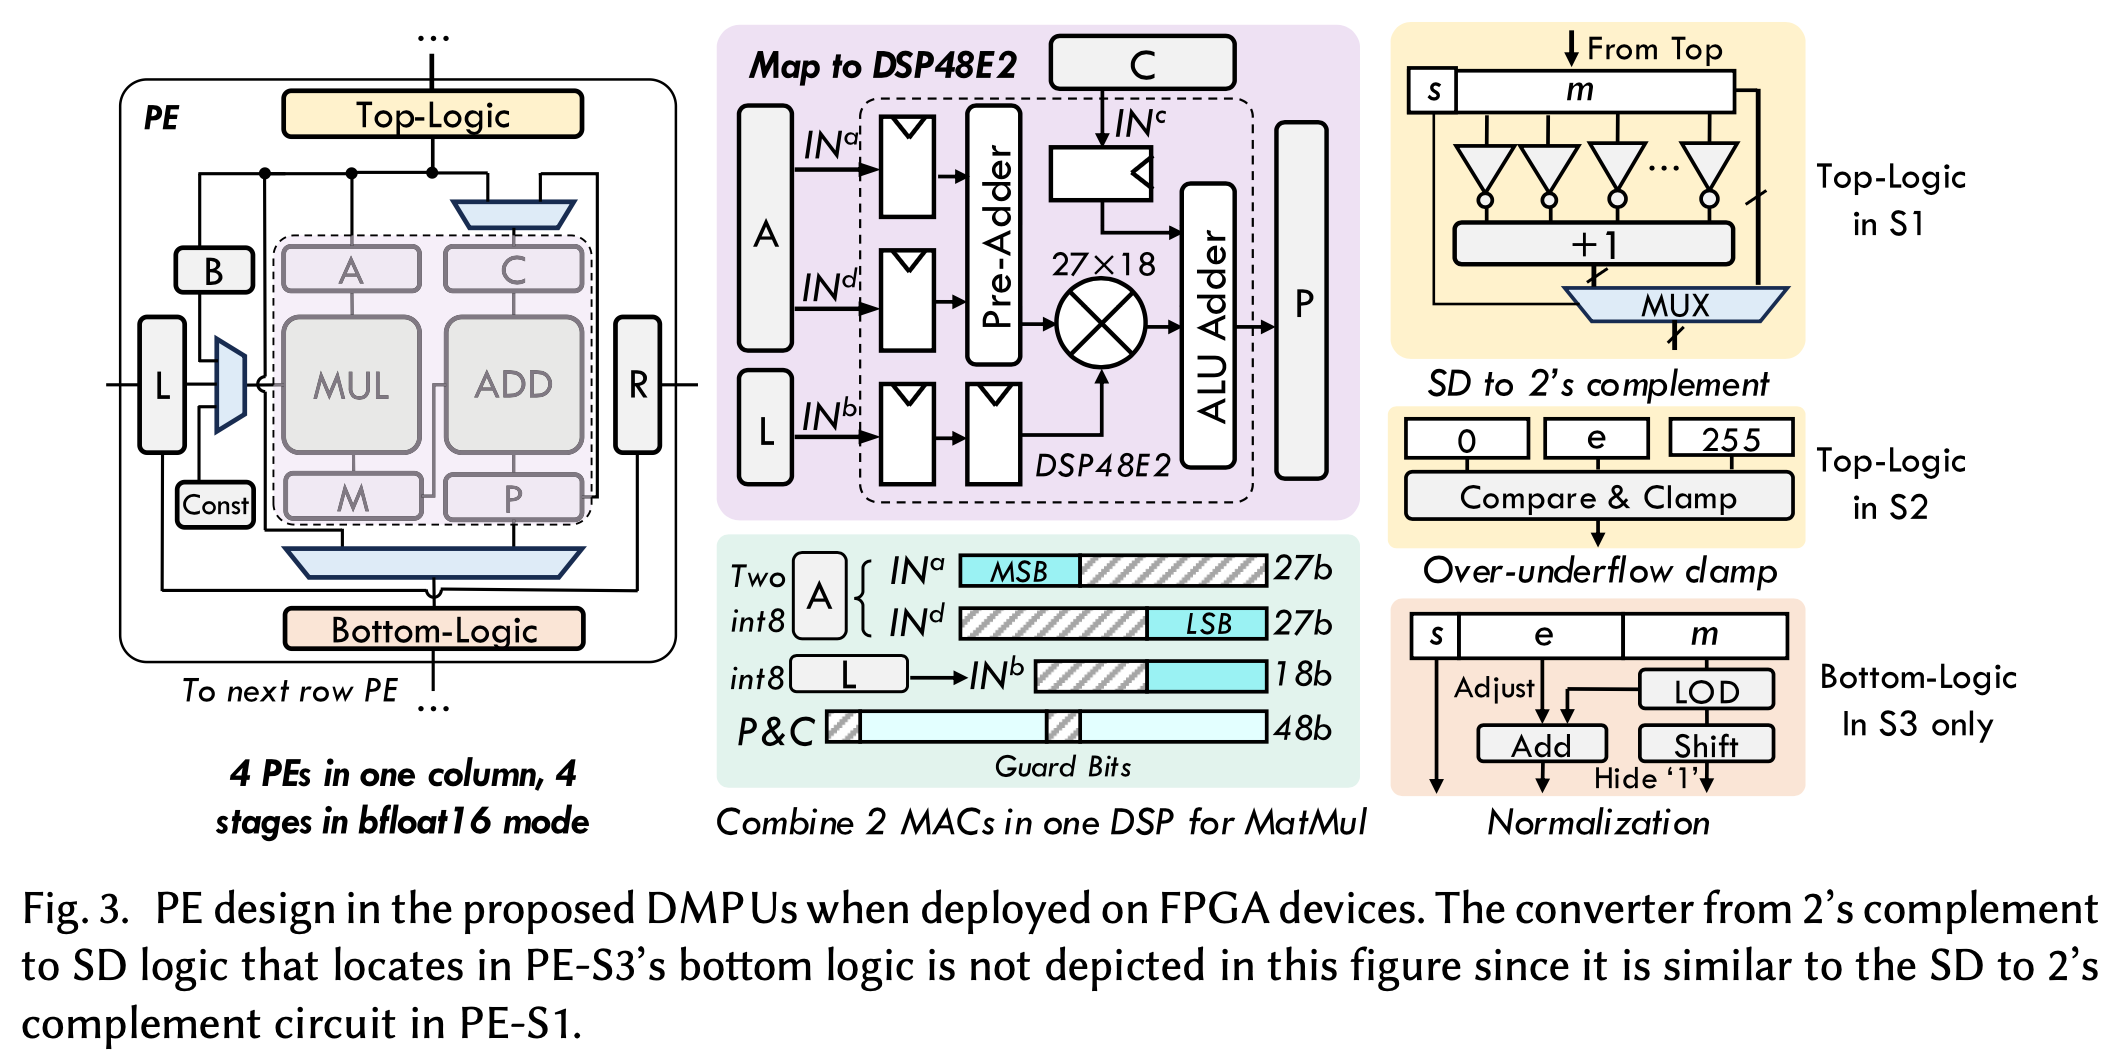 ...
PE
Top-Logic
B
A
C
L
MUL
ADD
R
Const
M
P
Bottom-Logic
To next row PE
...
4 PEs in one column, 4
stages in bfloat16 mode
Map to DSP48E2
C
INᶜ
A
INᵃ
INᵈ
Pre-Adder
27×18
ALU Adder
P
L
INᵇ
DSP48E2
Two
int8
A
INᵃ
MSB
27b
INᵈ
LSB
27b
int8
L
INᵇ
18b
P&C
48b
Guard Bits
Combine 2 MACs in one DSP for MatMul
From Top
s
m
...
+1
MUX
Top-Logic
in S1
SD to 2's complement
0
e
255
Compare & Clamp
Top-Logic
in S2
Over-underflow clamp
s
e
m
Adjust
LOD
Add
Shift
Hide ‘1’
Bottom-Logic
In S3 only
Normalization
Fig. 3. PE design in the proposed DMPUs when deployed on FPGA devices. The converter from 2’s complement
to SD logic that locates in PE-S3’s bottom logic is not depicted in this figure since it is similar to the SD to 2’s
complement circuit in PE-S1.